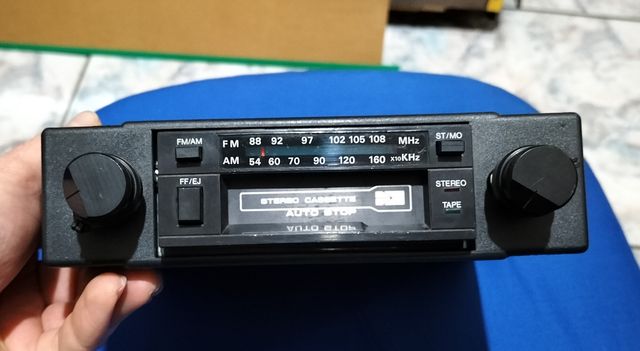 FM/AM
FM 88 92 97 102 105 108 MHz
ST/MO
AM 54 60 70 90 120 160 X10KHz
FF/EJ
STEREO CASSETTE
AUTO STOP
STEREO
TAPE